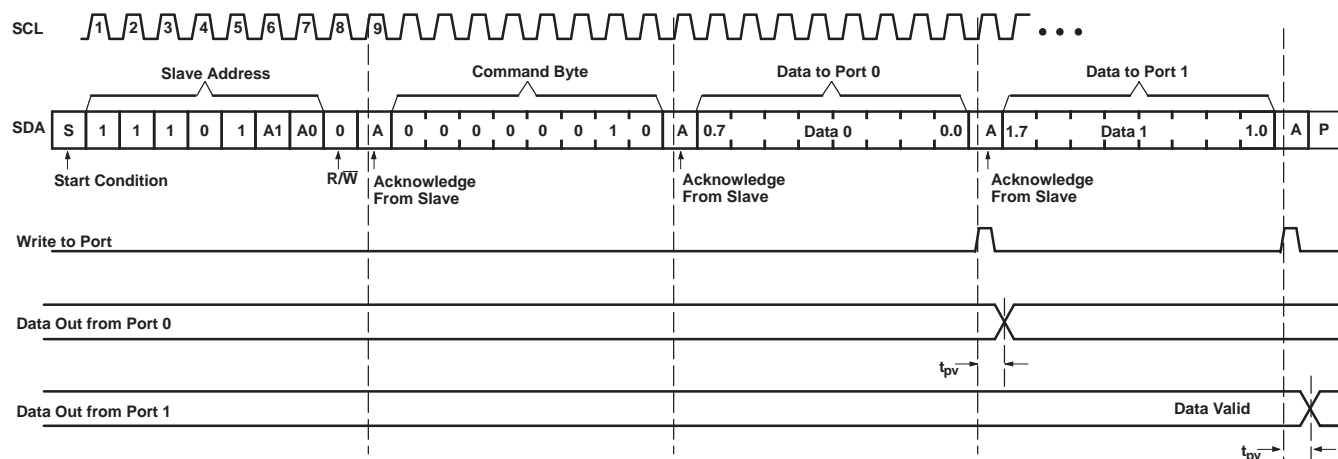 SCL 1 2 3 4 5 6 7 8 9 • • •
Slave Address Command Byte Data to Port 0 Data to Port 1
SDA S 1 1 1 0 1 A1 A0 0 A 0 0 0 0 0 0 1 0 A 0.7 Data 0 0.0 A 1.7 Data 1 1.0 A P
Start Condition R/W̅ Acknowledge From Slave Acknowledge From Slave Acknowledge From Slave
Write to Port
Data Out from Port 0
tpv
Data Out from Port 1 Data Valid
tpv